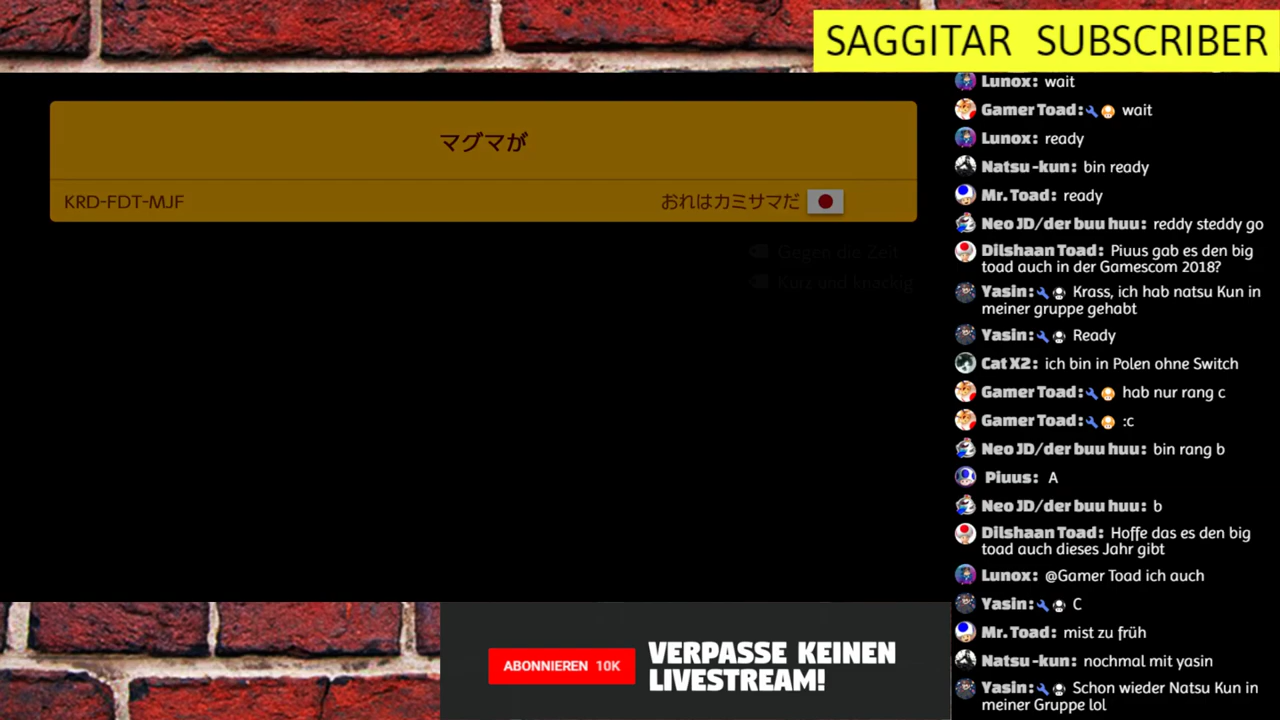 SAGGITAR SUBSCRIBER
マグマが
KRD-FDT-MJF
おれはカミサマだ
Gegen die Zeit
Kurz und knackig
Lunox: wait
Gamer Toad: wait
Lunox: ready
Natsu-kun: bin ready
Mr. Toad: ready
Neo JD/der buu huu: reddy steddy go
Dilshaan Toad: Piuus gab es den big
toad auch in der Gamescom 2018?
Yasin: Krass, ich hab natsu Kun in
meiner gruppe gehabt
Yasin: Ready
Cat X2: ich bin in Polen ohne Switch
Gamer Toad: hab nur rang c
Gamer Toad: :c
Neo JD/der buu huu: bin rang b
Piuus: A
Neo JD/der buu huu: b
Dilshaan Toad: Hoffe das es den big
toad auch dieses Jahr gibt
Lunox: @Gamer Toad ich auch
Yasin: C
Mr. Toad: mist zu früh
Natsu-kun: nochmal mit yasin
Yasin: Schon wieder Natsu Kun in
meiner Gruppe lol
ABONNIEREN 10K
VERPASSE KEINEN
LIVESTREAM!